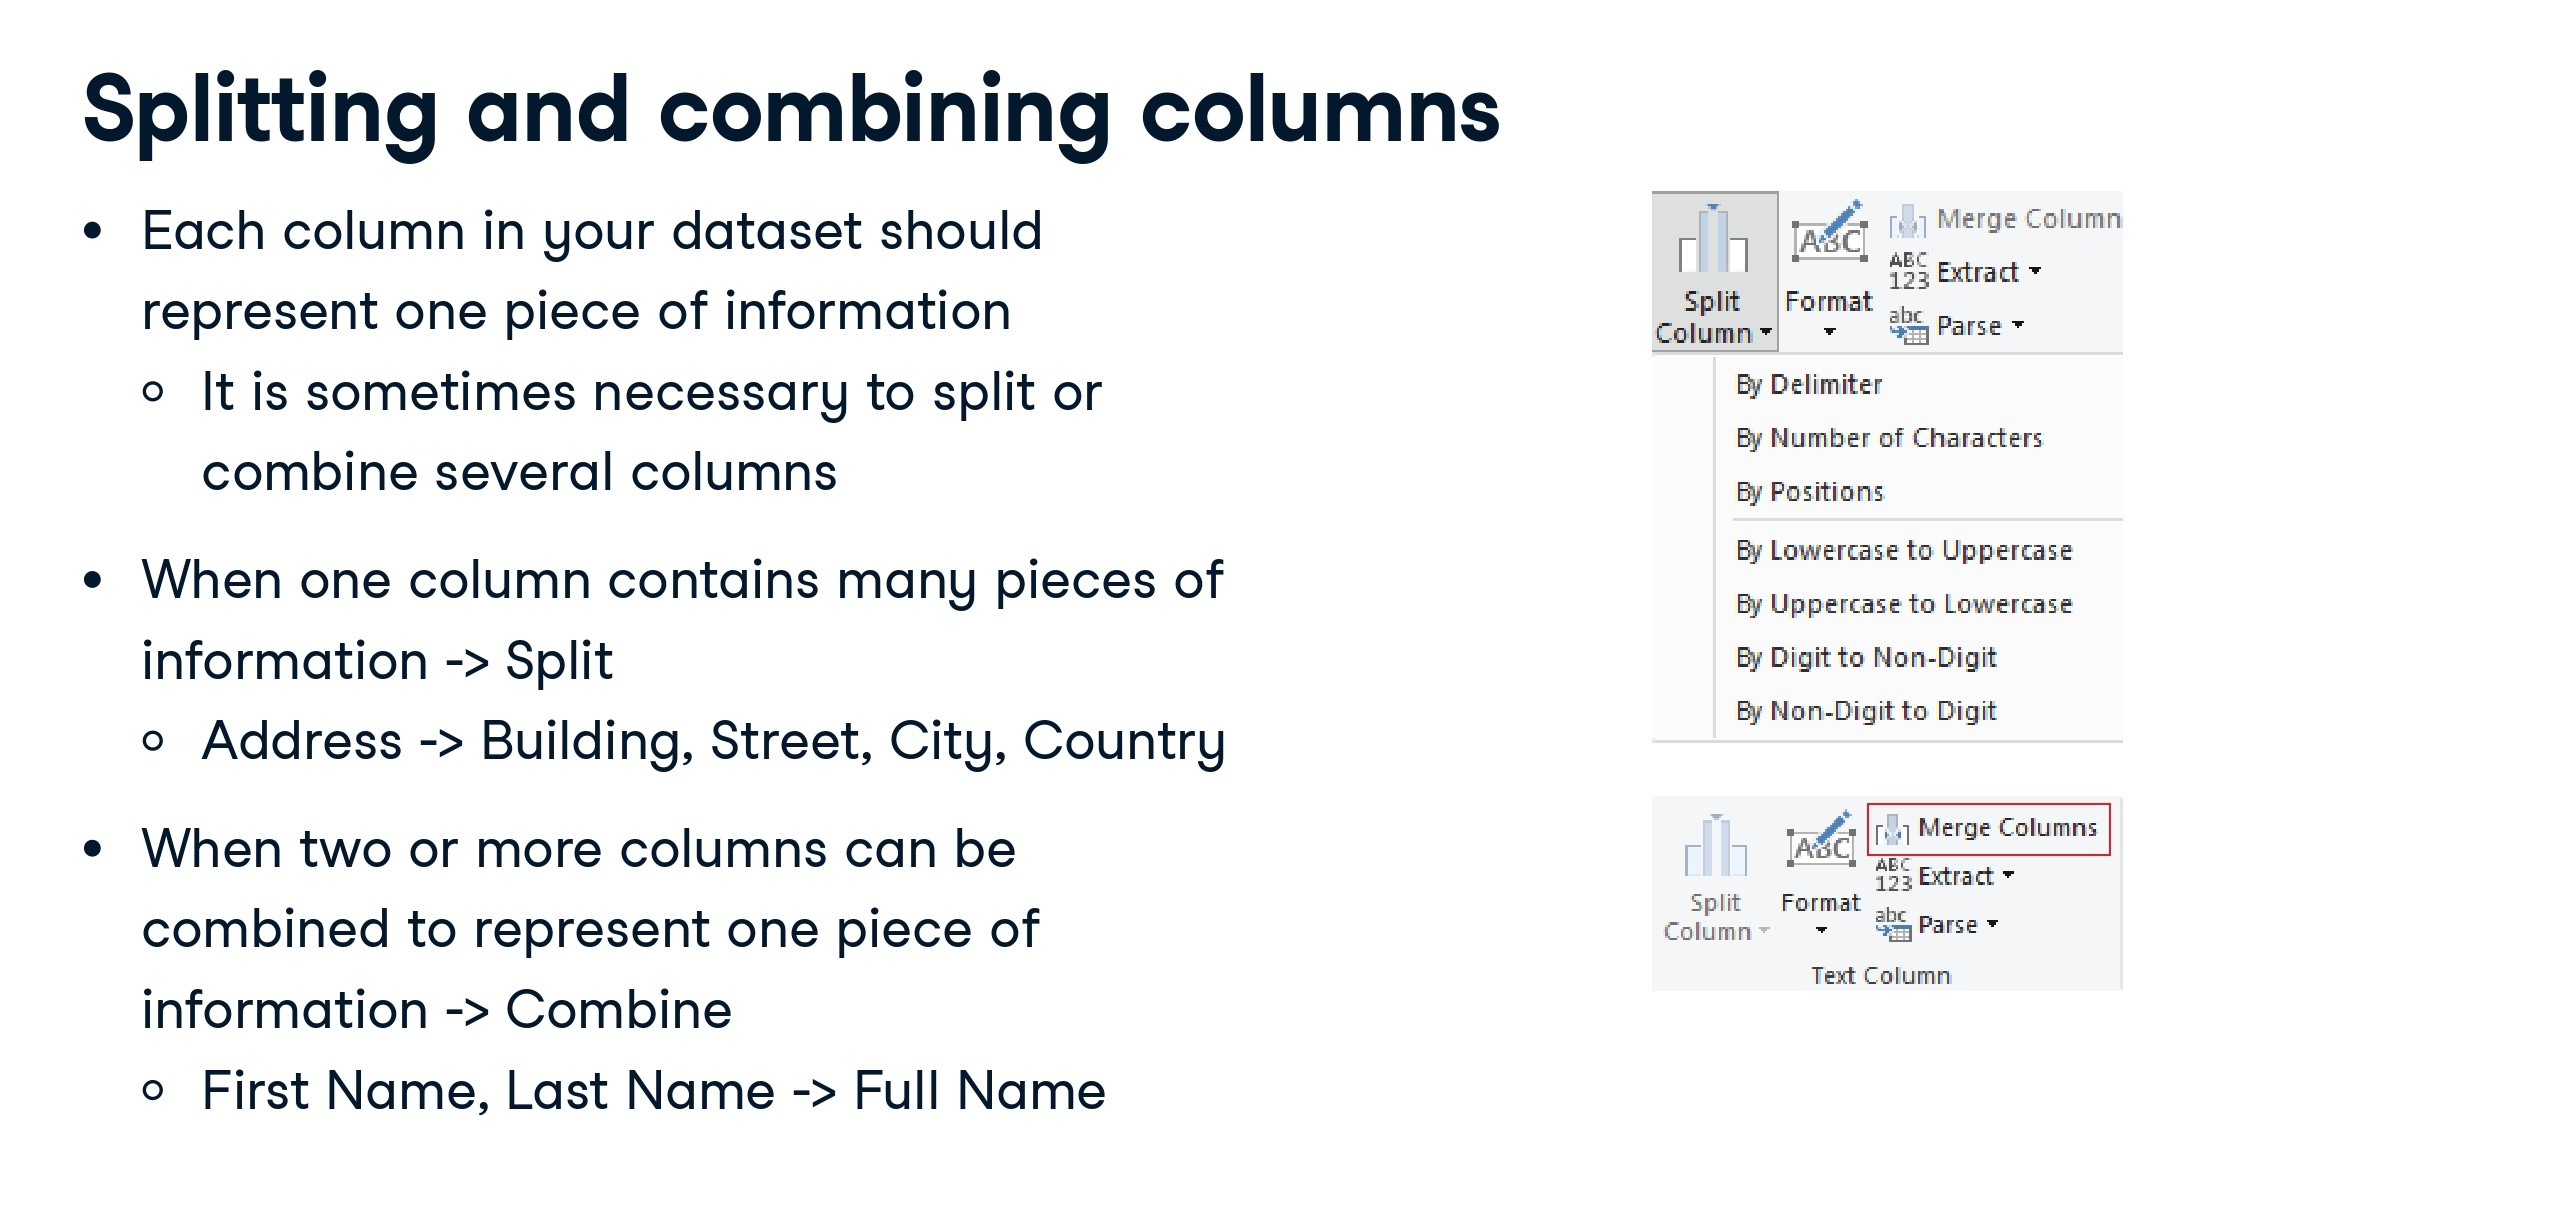 Splitting and combining columns
• Each column in your dataset should
represent one piece of information
○ It is sometimes necessary to split or
combine several columns
• When one column contains many pieces of
information -> Split
○ Address -> Building, Street, City, Country
• When two or more columns can be
combined to represent one piece of
information -> Combine
○ First Name, Last Name -> Full Name
Split
Column
ABC
Format
Merge Column
ABC
123 Extract
abc Parse
By Delimiter
By Number of Characters
By Positions
By Lowercase to Uppercase
By Uppercase to Lowercase
By Digit to Non-Digit
By Non-Digit to Digit
Split
Column
ABC
Format
Merge Columns
ABC
123 Extract
abc Parse
Text Column